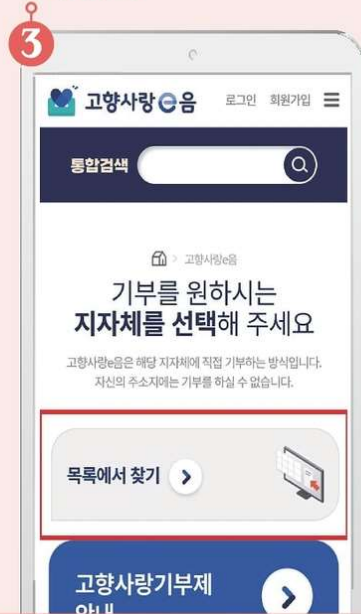 3
고향사랑e음
로그인 회원가입
통합검색
> 고향사랑e음
기부를 원하시는
지자체를 선택해 주세요
고향사랑e음은 해당 지자체에 직접 기부하는 방식입니다.
자신의 주소지에는 기부를 하실 수 없습니다.
목록에서 찾기
고향사랑기부제
안내